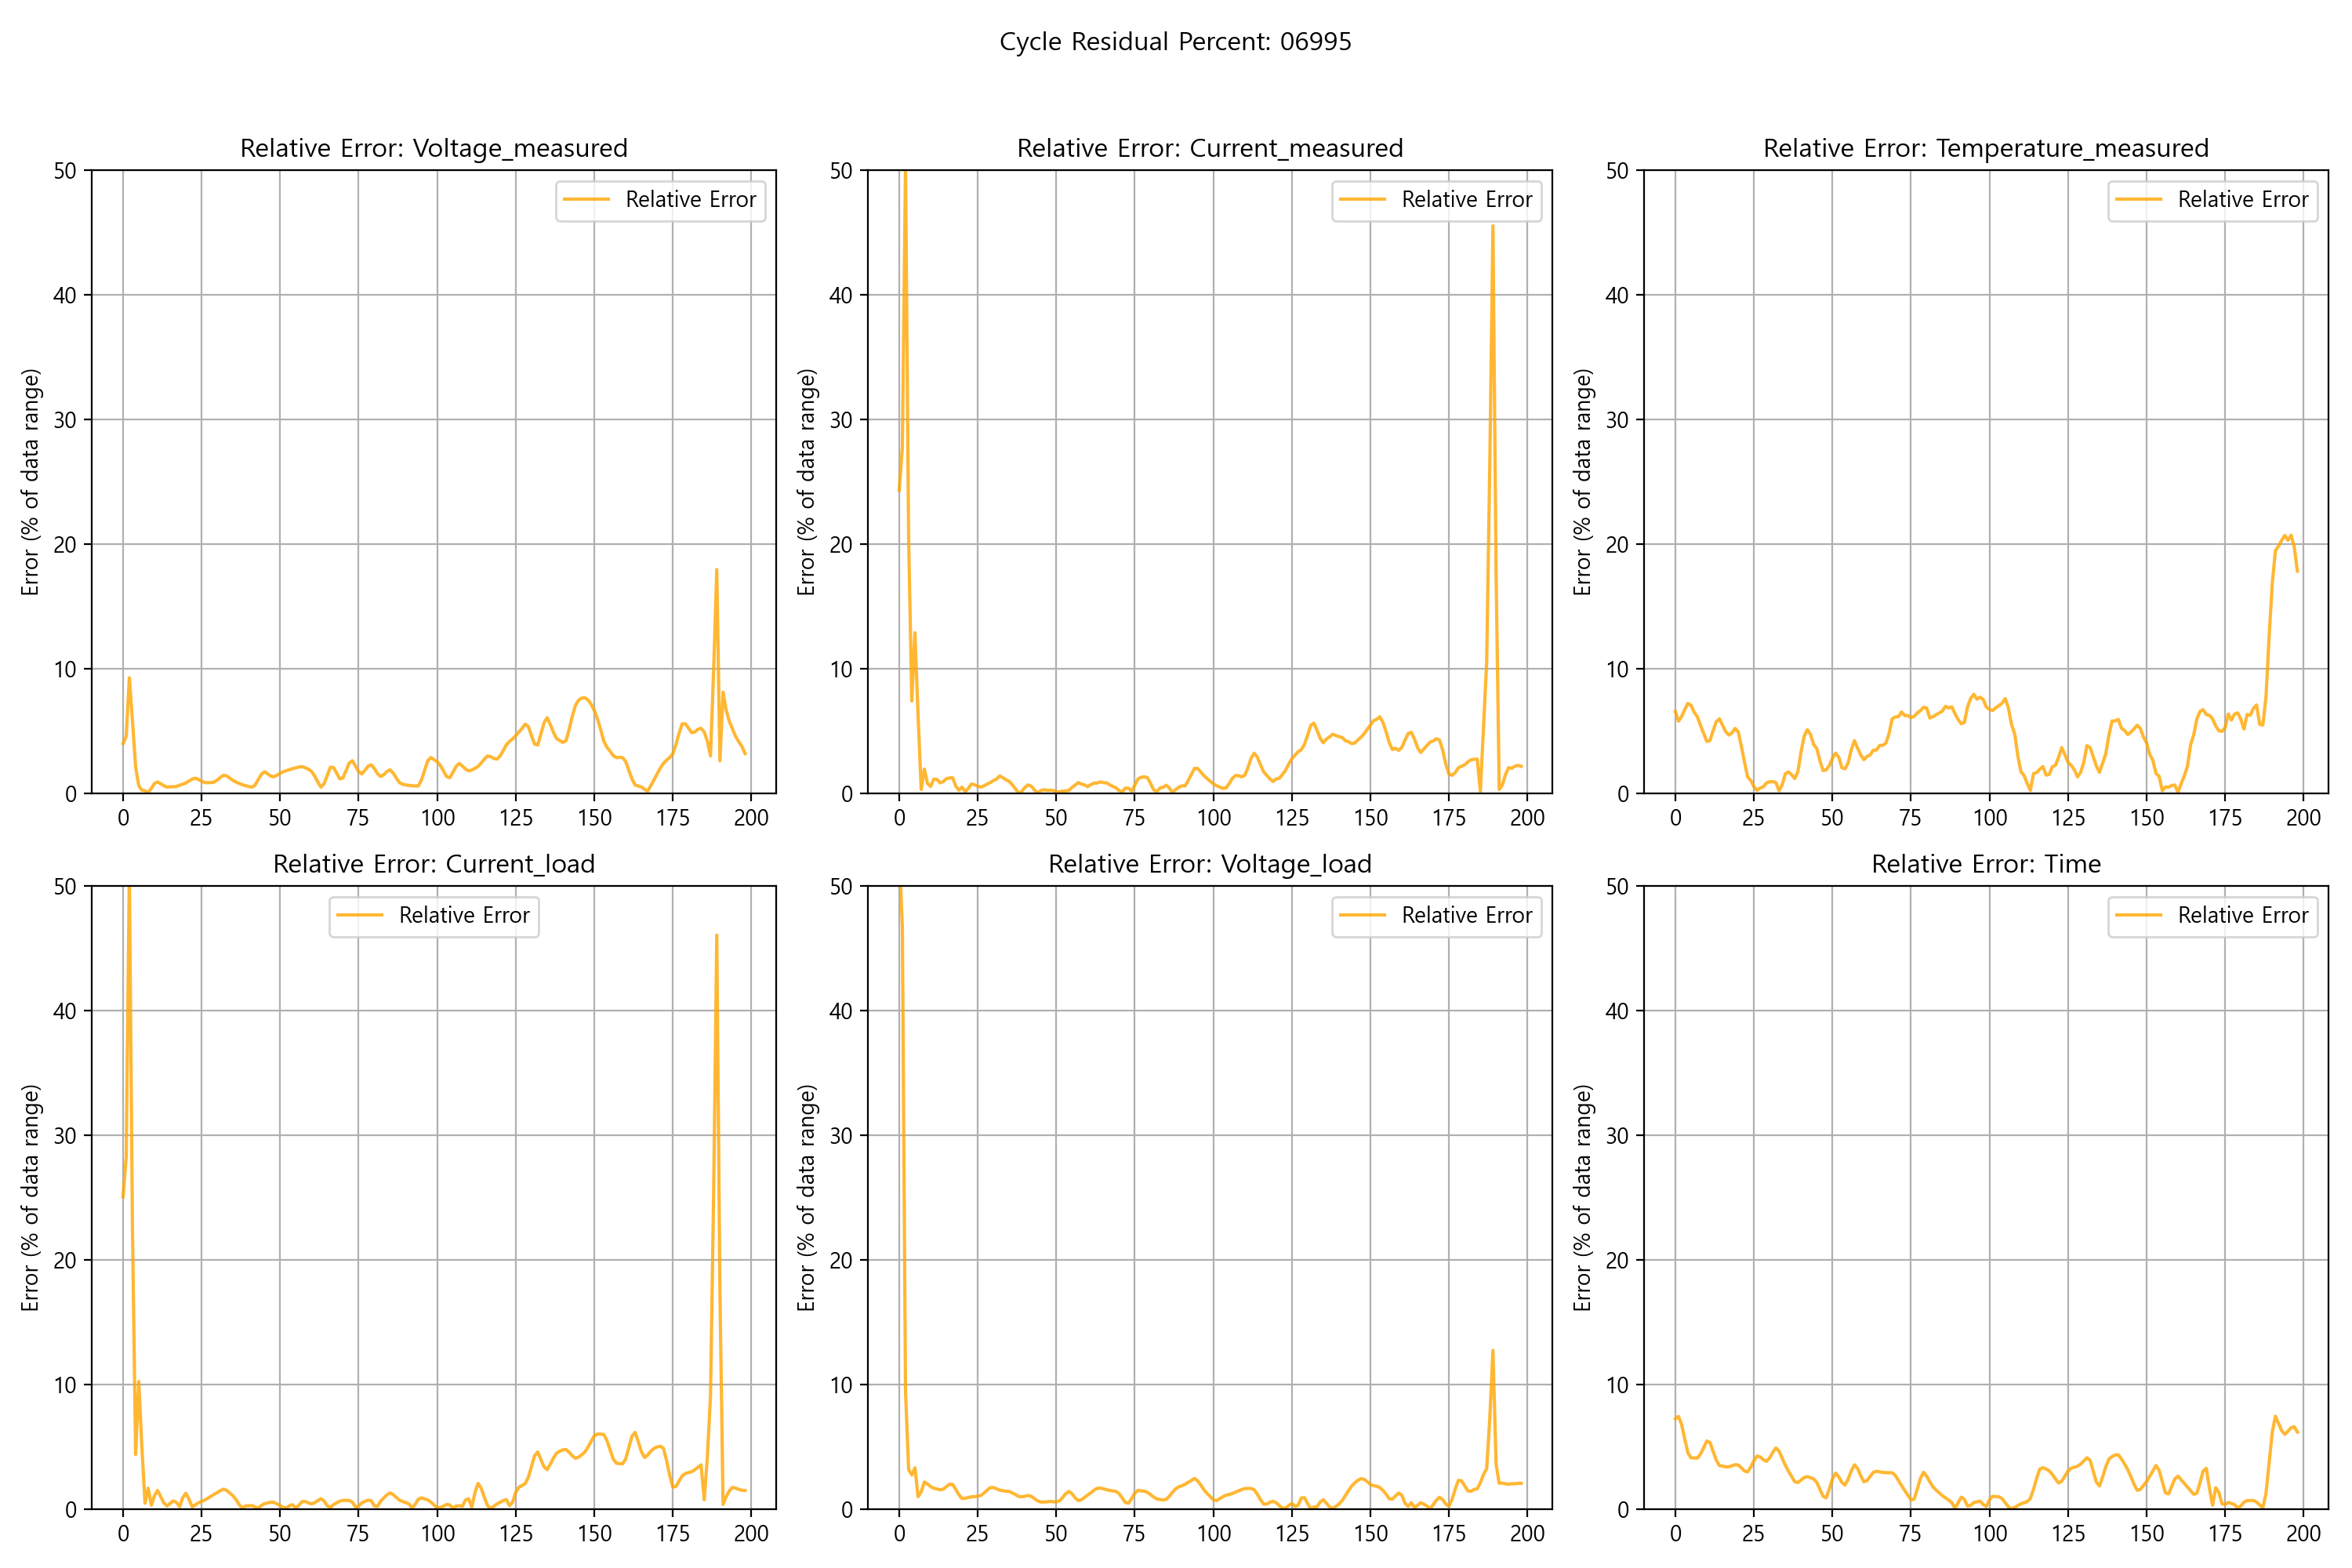 Cycle Residual Percent: 06995
Relative Error: Voltage_measured
Error (% of data range)
50
40
30
20
10
0
Relative Error
0 25 50 75 100 125 150 175 200
Relative Error: Current_measured
Error (% of data range)
50
40
30
20
10
0
Relative Error
0 25 50 75 100 125 150 175 200
Relative Error: Temperature_measured
Error (% of data range)
50
40
30
20
10
0
Relative Error
0 25 50 75 100 125 150 175 200
Relative Error: Current_load
Error (% of data range)
50
40
30
20
10
0
Relative Error
0 25 50 75 100 125 150 175 200
Relative Error: Voltage_load
Error (% of data range)
50
40
30
20
10
0
Relative Error
0 25 50 75 100 125 150 175 200
Relative Error: Time
Error (% of data range)
50
40
30
20
10
0
Relative Error
0 25 50 75 100 125 150 175 200